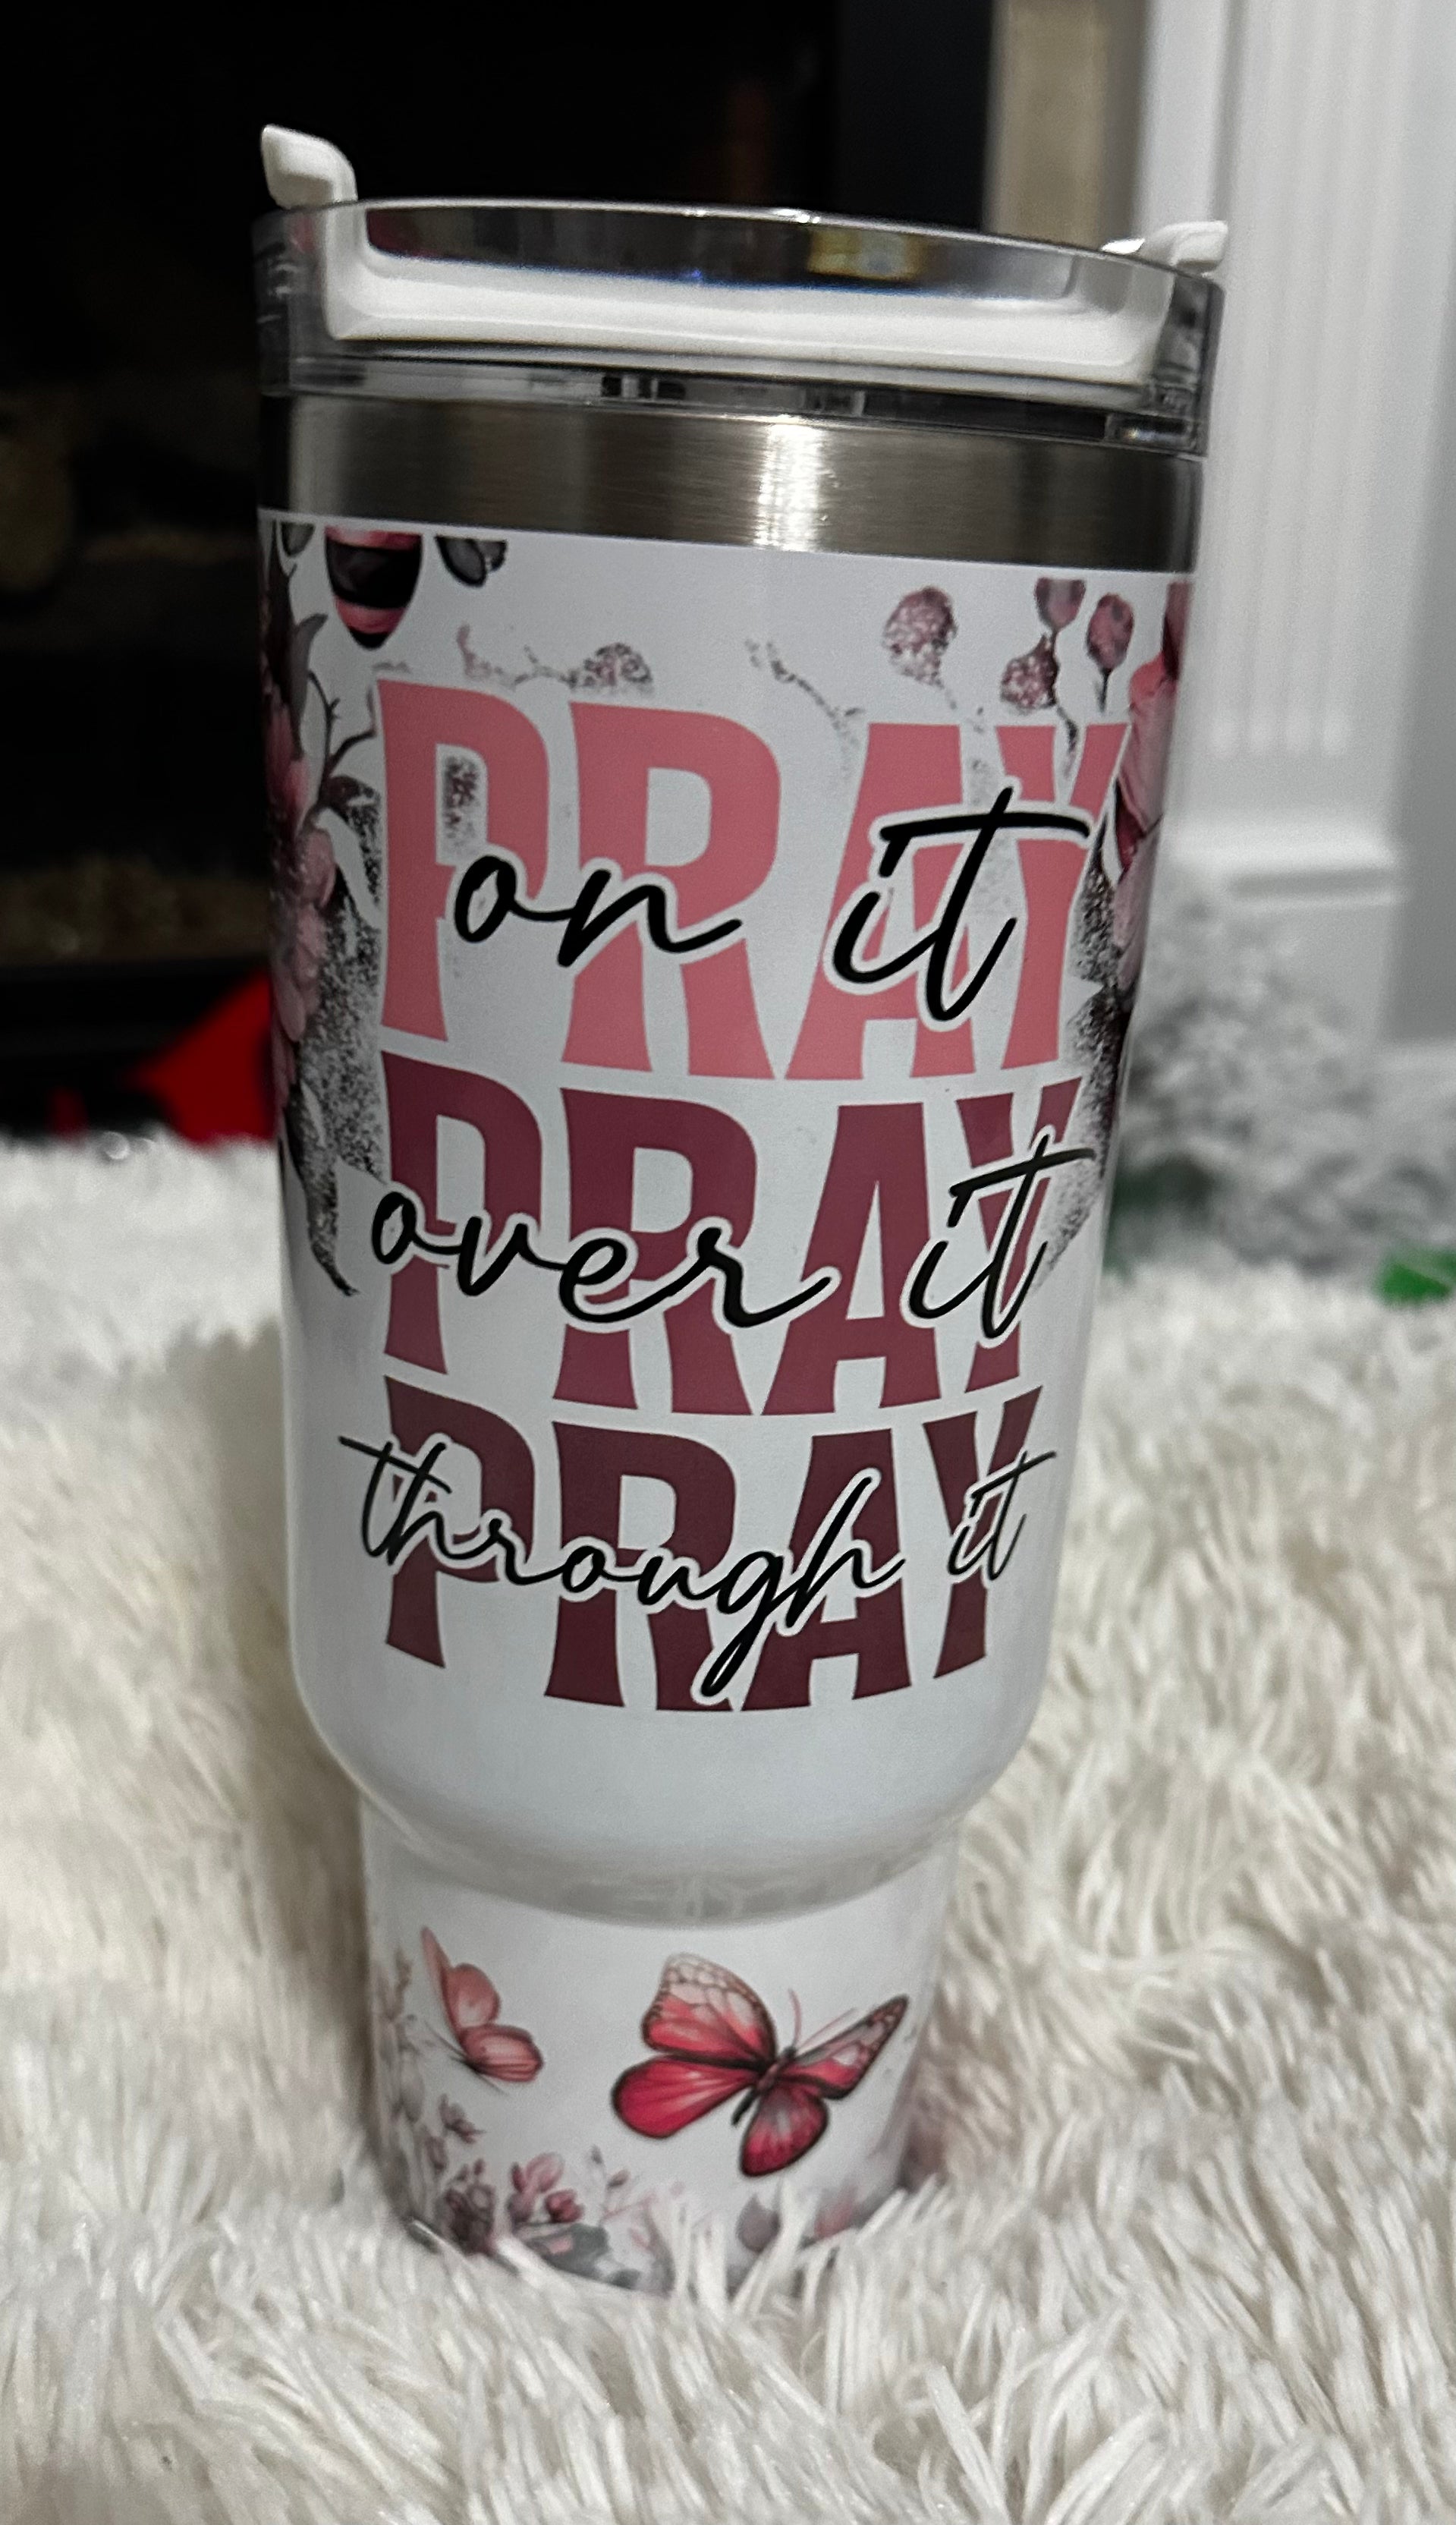 PRAY
on it
PRAY
over it
PRAY
through it